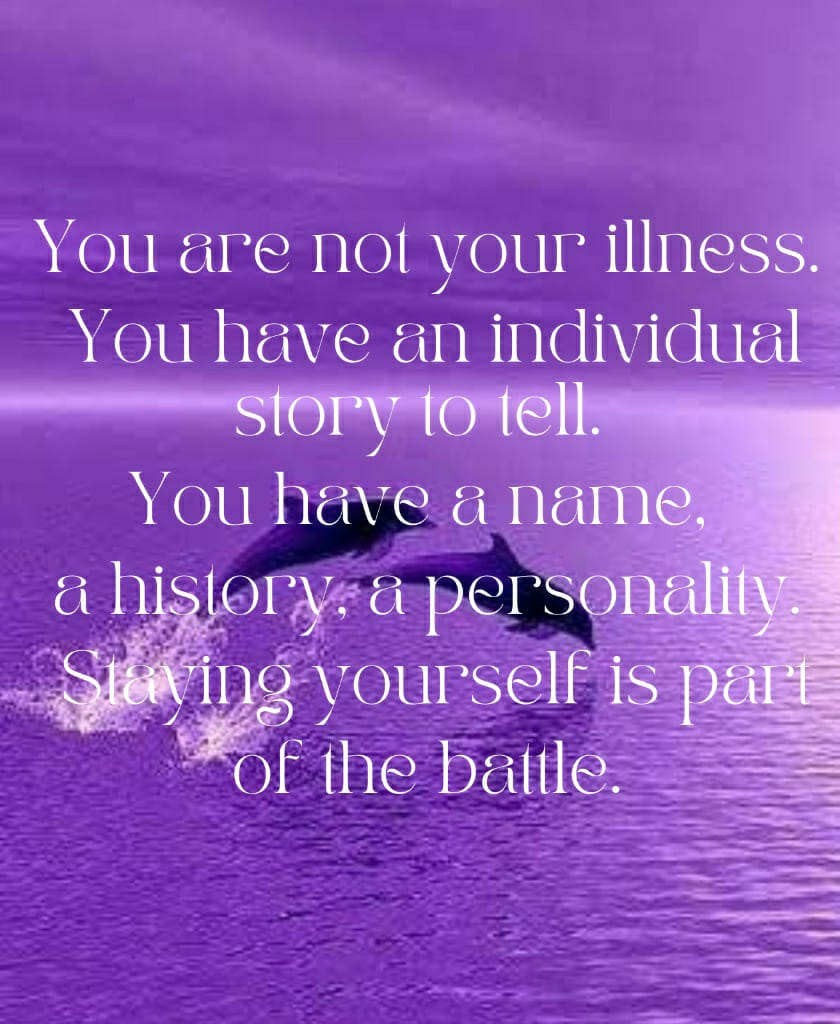 You are not your illness.
You have an individual
story to tell.
You have a name,
a history, a personality.
Staying yourself is part
of the battle.